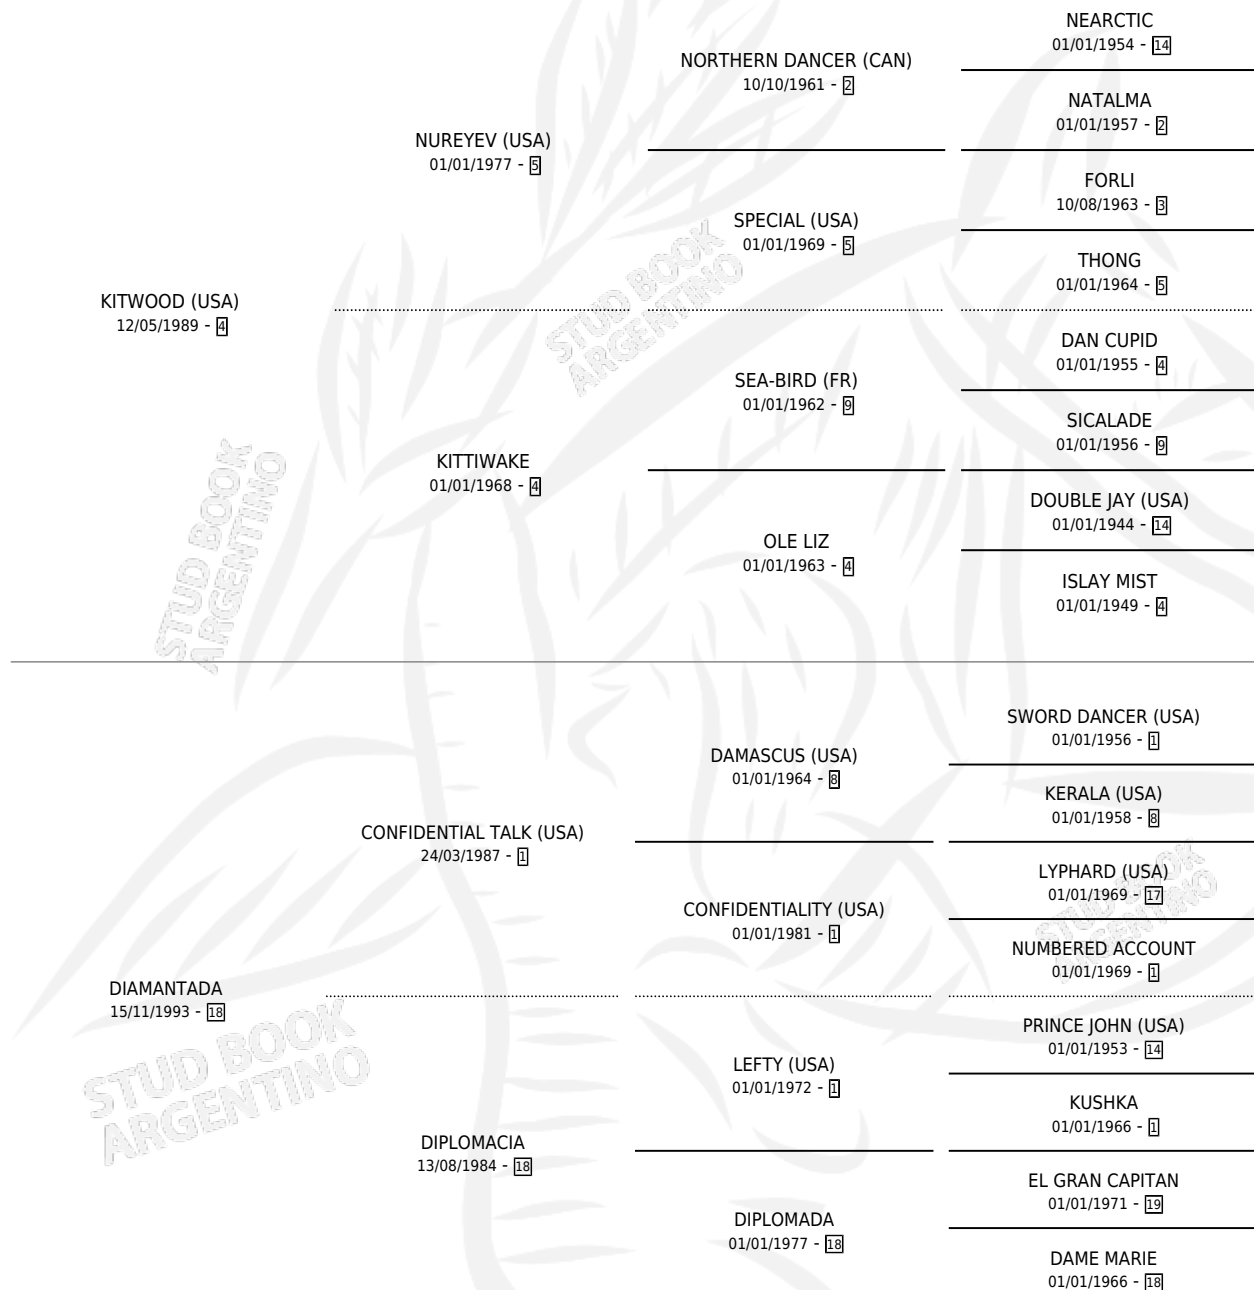 NEARCTIC
01/01/1954 - 14
NORTHERN DANCER (CAN)
10/10/1961 - 2
NATALMA
01/01/1957 - 2
NUREYEV (USA)
01/01/1977 - 5
FORLI
10/08/1963 - 3
SPECIAL (USA)
01/01/1969 - 5
THONG
01/01/1964 - 5
KITWOOD (USA)
12/05/1989 - 4
DAN CUPID
01/01/1955 - 4
SEA-BIRD (FR)
01/01/1962 - 9
SICALADE
01/01/1956 - 9
KITTIWAKE
01/01/1968 - 4
DOUBLE JAY (USA)
01/01/1944 - 14
OLE LIZ
01/01/1963 - 4
ISLAY MIST
01/01/1949 - 4
SWORD DANCER (USA)
01/01/1956 - 1
DAMASCUS (USA)
01/01/1964 - 8
KERALA (USA)
01/01/1958 - 8
CONFIDENTIAL TALK (USA)
24/03/1987 - 1
LYPHARD (USA)
01/01/1969 - 17
CONFIDENTIALITY (USA)
01/01/1981 - 1
NUMBERED ACCOUNT
01/01/1969 - 1
DIAMANTADA
15/11/1993 - 18
PRINCE JOHN (USA)
01/01/1953 - 14
LEFTY (USA)
01/01/1972 - 1
KUSHKA
01/01/1966 - 1
DIPLOMACIA
13/08/1984 - 18
EL GRAN CAPITAN
01/01/1971 - 19
DIPLOMADA
01/01/1977 - 18
DAME MARIE
01/01/1966 - 18
STUD BOOK
ARGENTINO
STUD BOOK
ARGENTINO
STUD BOOK
ARGENTINO
STUD BOOK
ARGENTINO